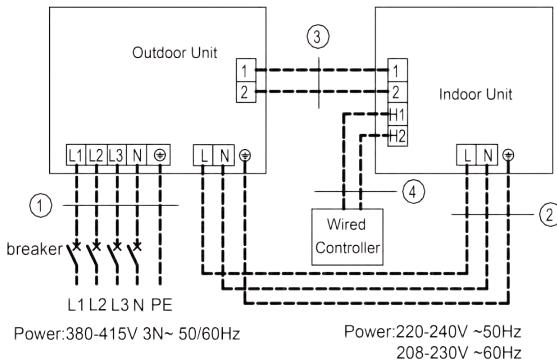 Outdoor Unit
3
1
2
1
2
H1
H2
Indoor Unit
L1 L2 L3 N ⏚
L N ⏚
L N ⏚
1
4
2
Wired
Controller
breaker
L1 L2 L3 N PE
Power:380-415V 3N~ 50/60Hz
Power:220-240V ~50Hz
208-230V ~60Hz